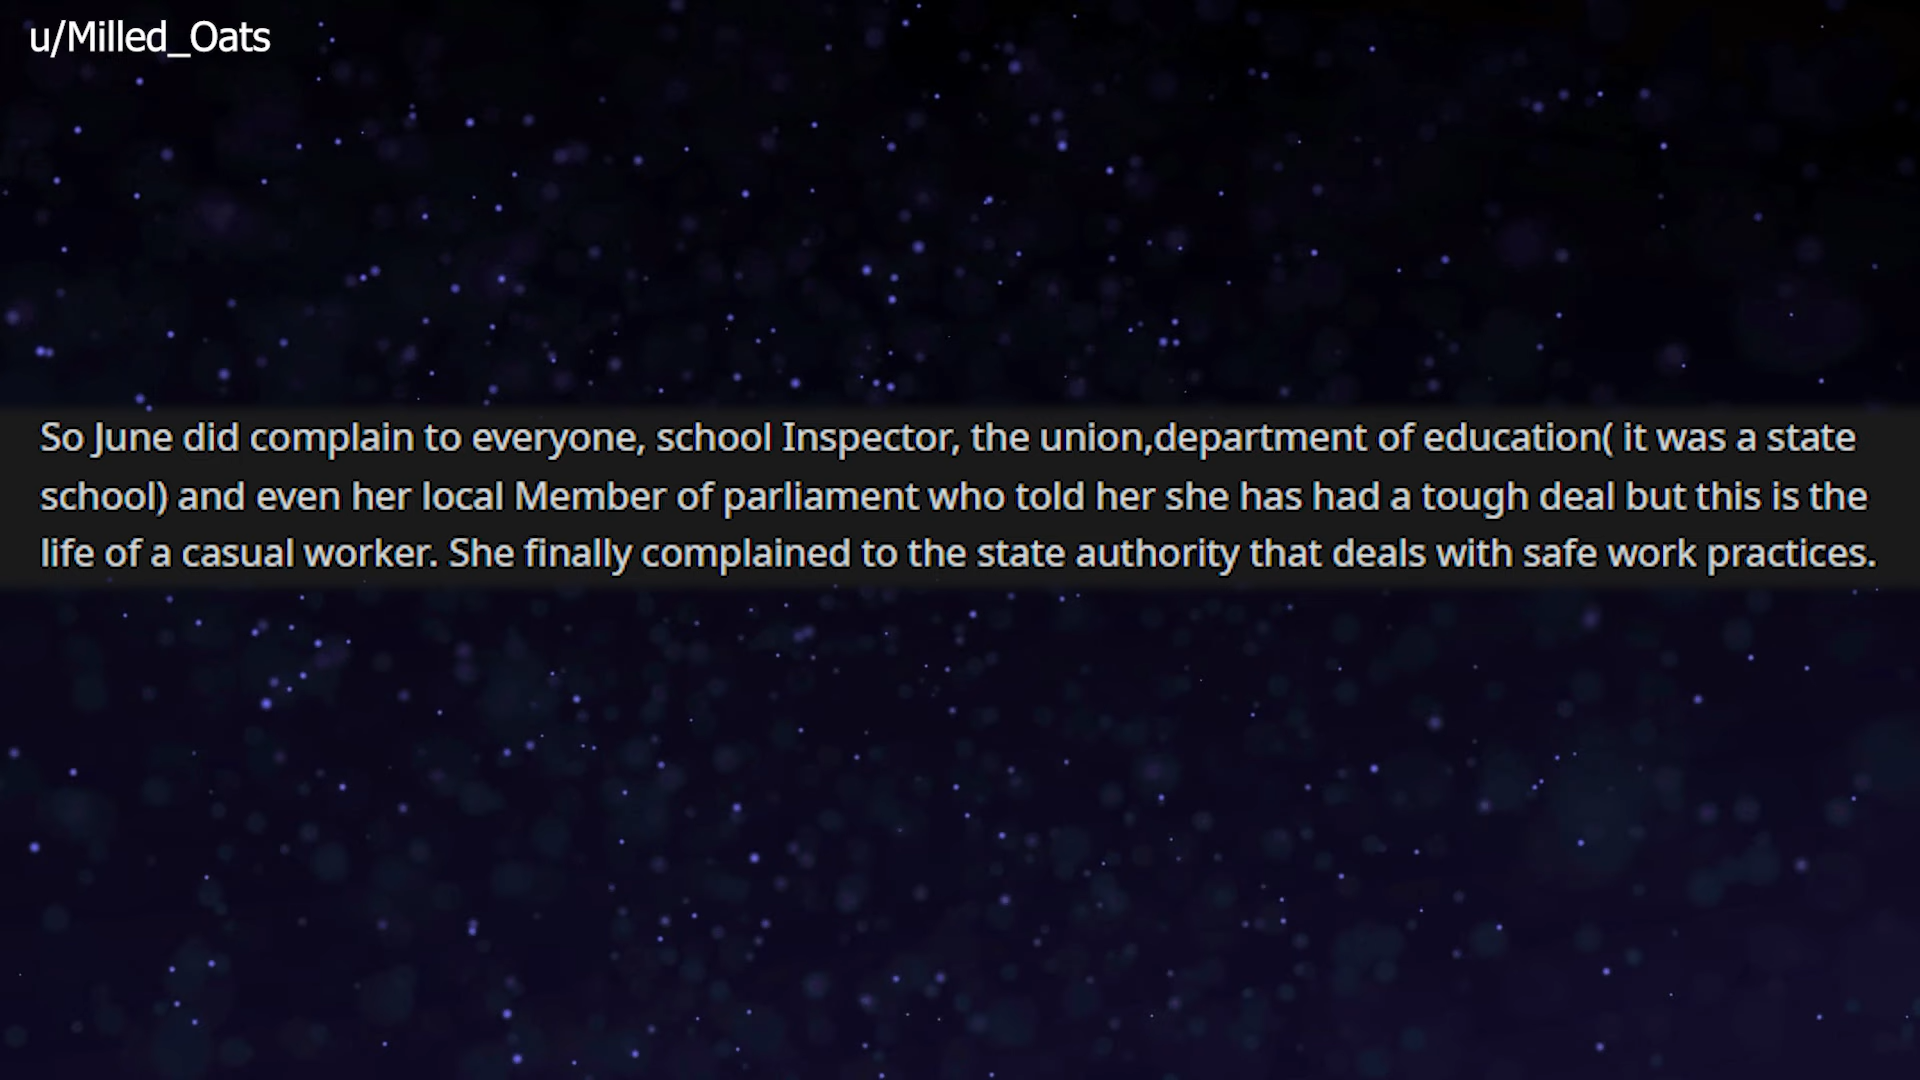 u/Milled_Oats
So June did complain to everyone, school Inspector, the union,department of education( it was a state
school) and even her local Member of parliament who told her she has had a tough deal but this is the
life of a casual worker. She finally complained to the state authority that deals with safe work practices.